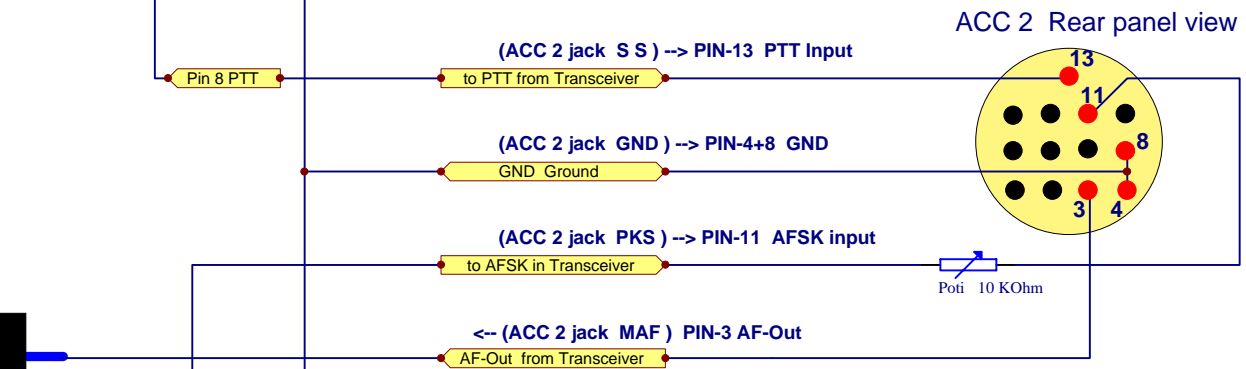 ACC 2 Rear panel view
(ACC 2 jack S S ) --> PIN-13 PTT Input
13
Pin 8 PTT
to PTT from Transceiver
11
(ACC 2 jack GND ) --> PIN-4+8 GND
8
GND Ground
3 4
(ACC 2 jack PKS ) --> PIN-11 AFSK input
to AFSK in Transceiver
Poti 10 KOhm
<-- (ACC 2 jack MAF ) PIN-3 AF-Out
AF-Out from Transceiver